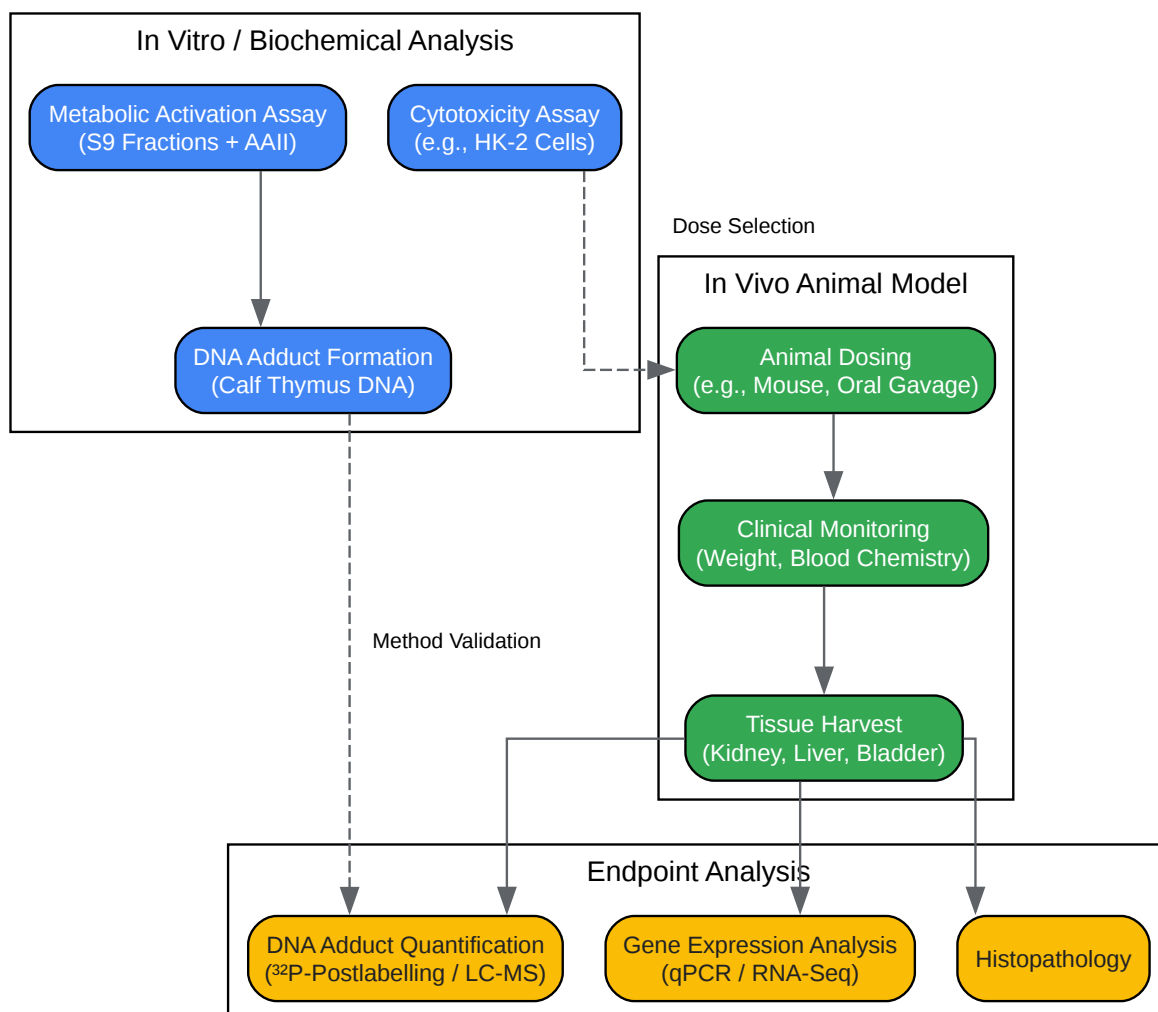 In Vitro / Biochemical Analysis
Metabolic Activation Assay
(S9 Fractions + AAII)
Cytotoxicity Assay
(e.g., HK-2 Cells)
Dose Selection
In Vivo Animal Model
DNA Adduct Formation
(Calf Thymus DNA)
Animal Dosing
(e.g., Mouse, Oral Gavage)
Clinical Monitoring
(Weight, Blood Chemistry)
Method Validation
Tissue Harvest
(Kidney, Liver, Bladder)
Endpoint Analysis
DNA Adduct Quantification
(³²P-Postlabelling / LC-MS)
Gene Expression Analysis
(qPCR / RNA-Seq)
Histopathology